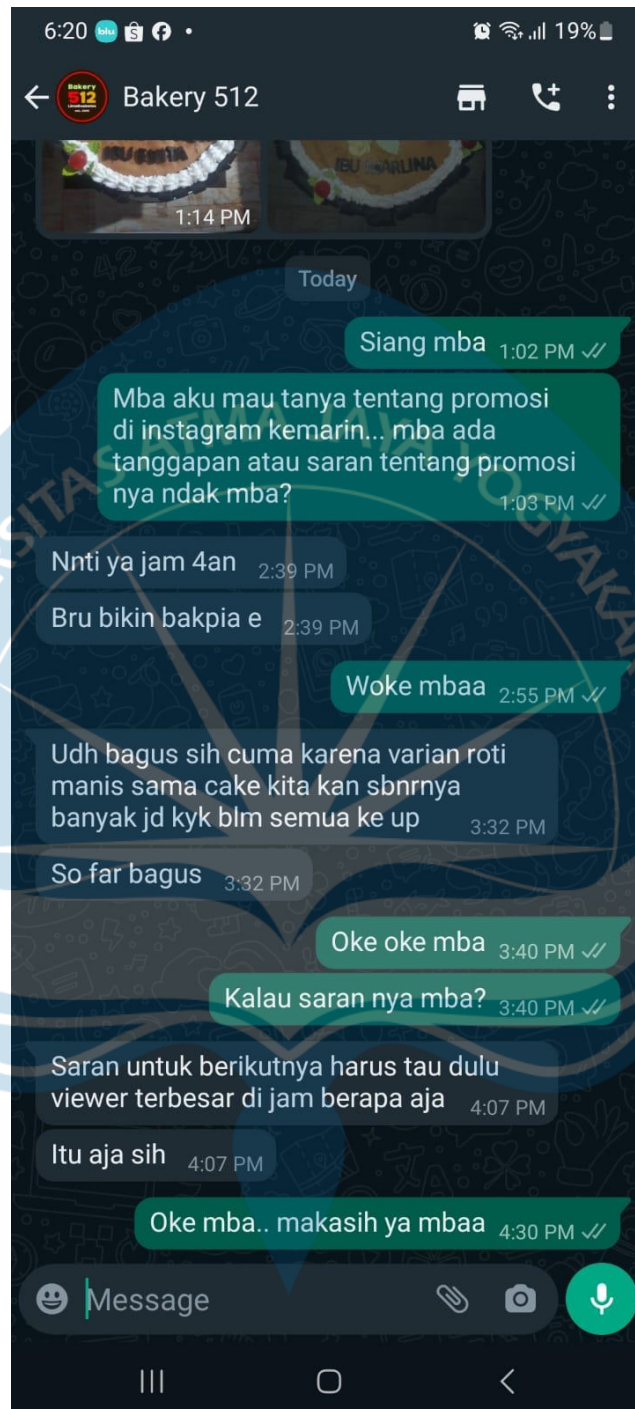 6:20 blu
19%
Bakery 512
Bakery 512
IBU
IBU
1:14 PM
Today
Siang mba 1:02 PM
Mba aku mau tanya tentang promosi
di instagram kemarin... mba ada
tanggapan atau saran tentang promosi
nya ndak mba? 1:03 PM
Nnti ya jam 4an 2:39 PM
Bru bikin bakpia e 2:39 PM
Woke mbaa 2:55 PM
Udh bagus sih cuma karena varian roti
manis sama cake kita kan sbnrnya
banyak jd kyk blm semua ke up 3:32 PM
So far bagus 3:32 PM
Oke oke mba 3:40 PM
Kalau saran nya mba? 3:40 PM
Saran untuk berikutnya harus tau dulu
viewer terbesar di jam berapa aja 4:07 PM
Itu aja sih 4:07 PM
Oke mba.. makasih ya mbaa 4:30 PM
Message